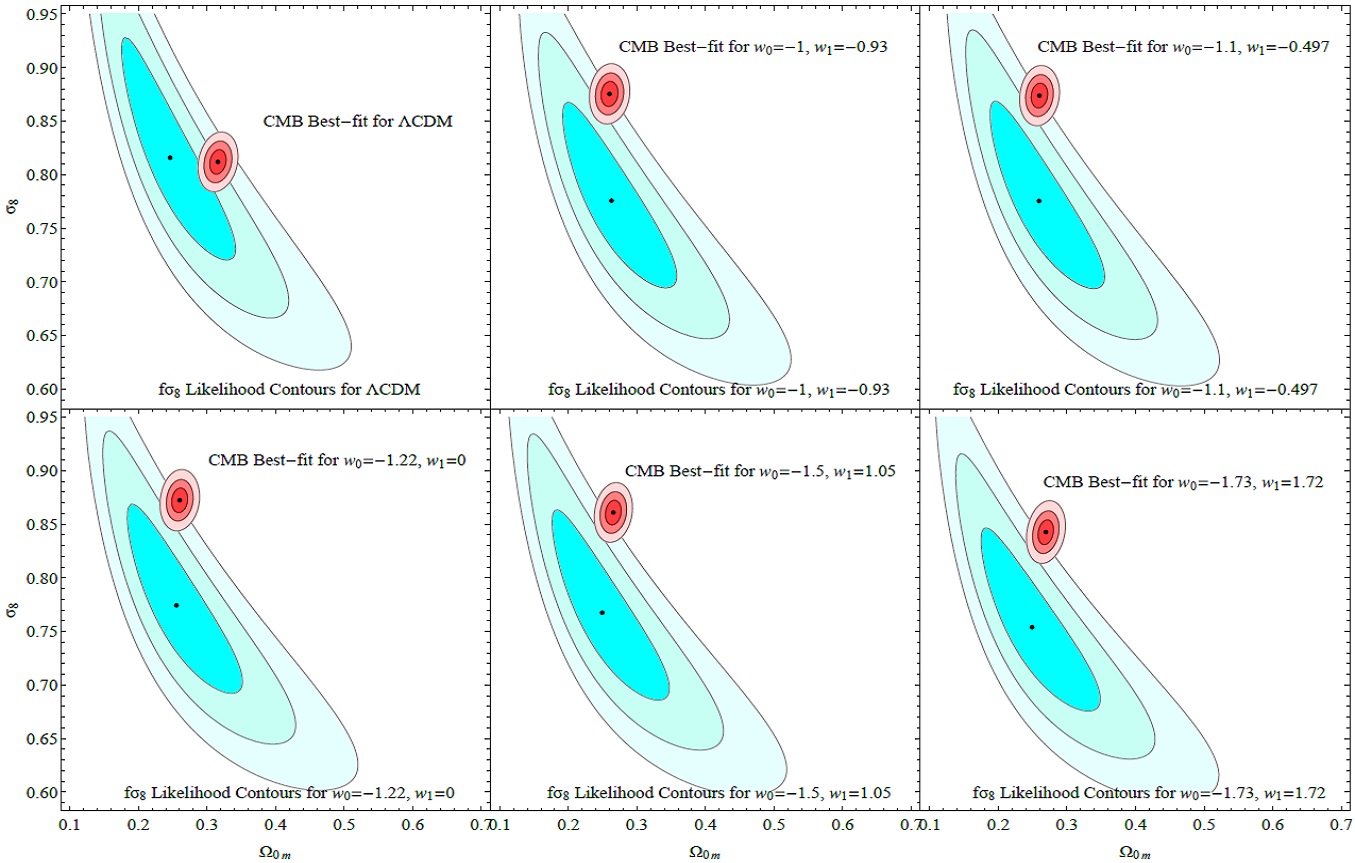 0.95
0.90
0.85
0.80
0.75
0.70
0.65
0.60
σ8
CMB Best−fit for ΛCDM
fσ8 Likelihood Contours for ΛCDM
CMB Best−fit for w0=−1, w1=−0.93
fσ8 Likelihood Contours for w0=−1, w1=−0.93
CMB Best−fit for w0=−1.1, w1=−0.497
fσ8 Likelihood Contours for w0=−1.1, w1=−0.497
0.95
0.90
0.85
0.80
0.75
0.70
0.65
0.60
σ8
CMB Best−fit for w0=−1.22, w1=0
fσ8 Likelihood Contours for w0=−1.22, w1=0
CMB Best−fit for w0=−1.5, w1=1.05
fσ8 Likelihood Contours for w0=−1.5, w1=1.05
CMB Best−fit for w0=−1.73, w1=1.72
fσ8 Likelihood Contours for w0=−1.73, w1=1.72
0.1 0.2 0.3 0.4 0.5 0.6 0.7
0.1 0.2 0.3 0.4 0.5 0.6 0.7
0.1 0.2 0.3 0.4 0.5 0.6 0.7
Ω0 m
Ω0 m
Ω0 m